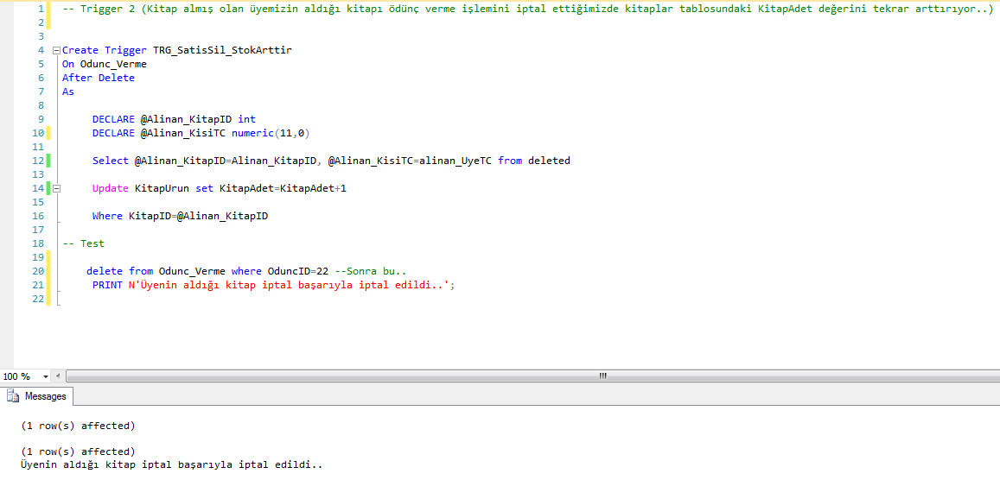 1 -- Trigger 2 (Kitap almış olan üyemizin aldığı kitapı ödünç verme işlemini iptal ettiğimizde kitaplar tablosundaki KitapAdet değerini tekrar arttırıyor..)
2
3
4 Create Trigger TRG_SatisSil_StokArttir
5 On Odunc_Verme
6 After Delete
7 As
8
9 DECLARE @Alinan_KitapID int
10 DECLARE @Alinan_KisiTC numeric(11,0)
11
12 Select @Alinan_KitapID=Alinan_KitapID, @Alinan_KisiTC=alinan_UyeTC from deleted
13
14 Update KitapUrun set KitapAdet=KitapAdet+1
15
16 Where KitapID=@Alinan_KitapID
17
18 -- Test
19
20 delete from Odunc_Verme where OduncID=22 --Sonra bu..
21 PRINT N'Üyenin aldığı kitap iptal başarıyla iptal edildi..';
22
100 %
Messages
(1 row(s) affected)
(1 row(s) affected)
Üyenin aldığı kitap iptal başarıyla iptal edildi..